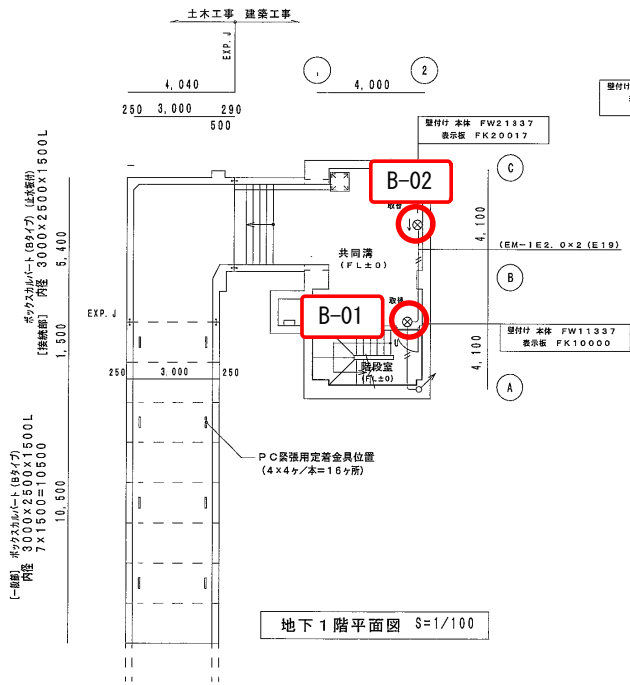 土木工事 建築工事
EXP.J
1
2
4,040
4,000
250 3,000 290
500
壁付け 本体 FW21337
表示板 FK20017
壁付け
C
B-02
取替
4,100
共同溝
(FL±0)
(EM-IE2.0×2 (E19)
B
ボックスカルバート (Bタイプ) (止水板付)
[接続部] 内径 3000×2500×1500L
5,400
EXP.J
B-01
取替
壁付け 本体 FW11337
表示板 FK10000
1,500
4,100
階段室
(FL±0)
A
250 3,000 250
PC緊張用定着金具位置
(4×4ヶ/本=16ヶ所)
[一般部] ボックスカルバート (Bタイプ)
内径 3000×2500×1500L
7×1500=10500
10,500
地下1階平面図 S=1/100